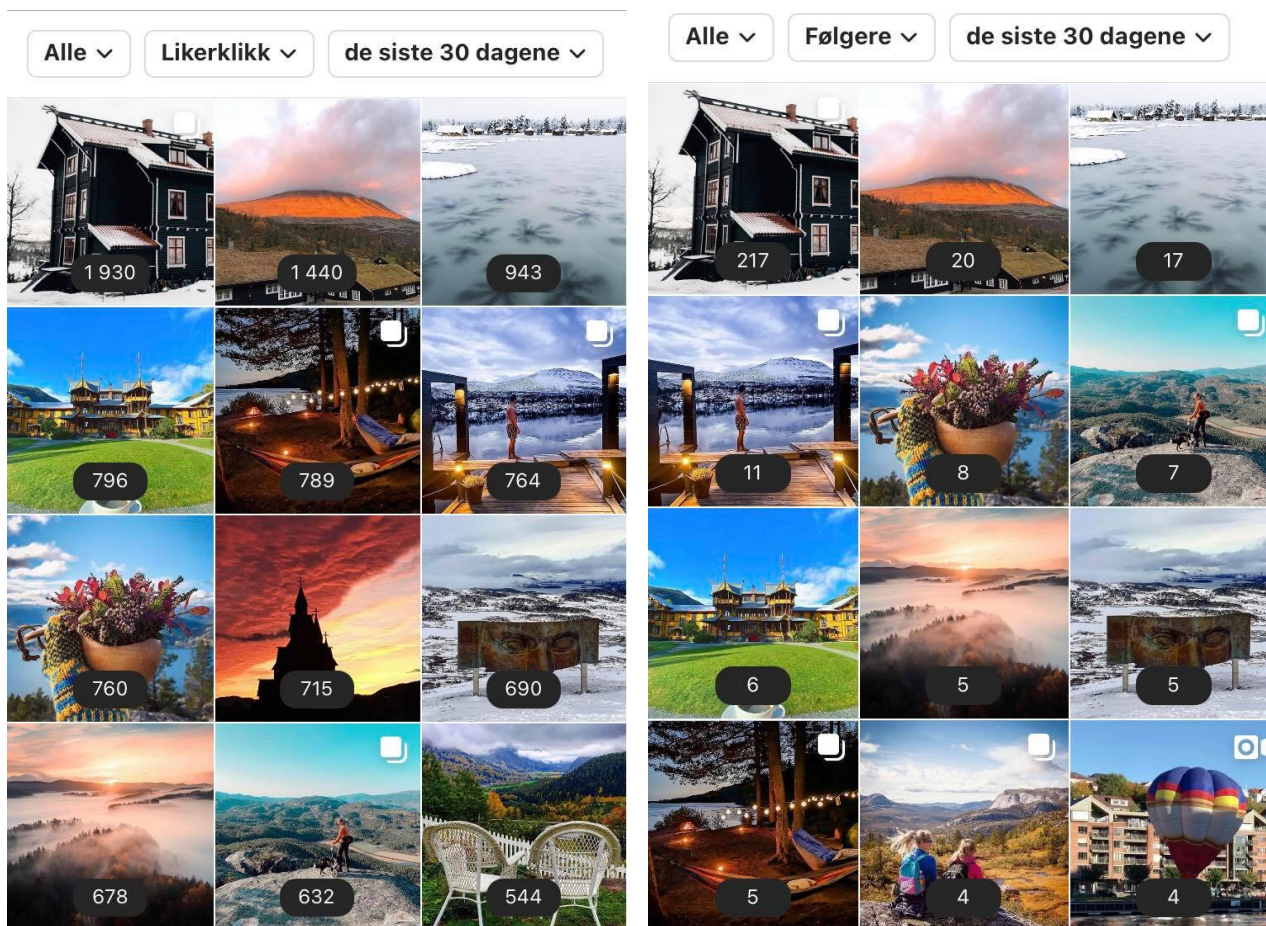 Alle Likerklikk de siste 30 dagene
1 930 1 440 943
796 789 764
760 715 690
678 632 544
Alle Følgere de siste 30 dagene
217 20 17
11 8 7
6 5 5
5 4 4